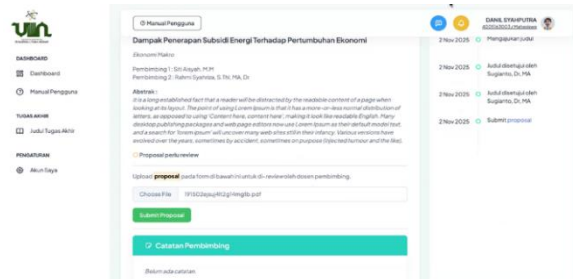 UIN
DASHBOARD
Dashboard
Manual Pengguna
TUGAS AKHIR
Judul Tugas Akhir
PENGATURAN
Akun Saya
Manual Pengguna
DANIL SYAHPUTRA
Dampak Penerapan Subsidi Energi Terhadap Pertumbuhan Ekonomi
Ekonomi Makro
Pembimbing 1 : Siti Aisyah, M.M
Pembimbing 2 : Rahmi Syahriza, S.Thi, MA, Dr
Abstrak :
It is a long established fact that a reader will be distracted by the readable content of a page when
looking at its layout. The point of using Lorem Ipsum is that it has a more-or-less normal distribution of
letters, as opposed to using 'Content here, content here', making it look like readable English. Many
desktop publishing packages and web page editors now use Lorem Ipsum as their default model text,
and a search for 'lorem ipsum' will uncover many web sites still in their infancy. Various versions have
evolved over the years, sometimes by accident, sometimes on purpose (injected humour and the like).
Proposal perlu review
Upload proposal pada form di bawah ini untuk di-review oleh dosen pembimbing.
Choose File
Submit Proposal
Catatan Pembimbing
Belum ada catatan.
2 Nov 2025 Mengajukan judul
2 Nov 2025 Judul disetujui oleh
Sugianto, Dr, MA
2 Nov 2025 Judul disetujui oleh
Sugianto, Dr, MA
2 Nov 2025 Submit proposal